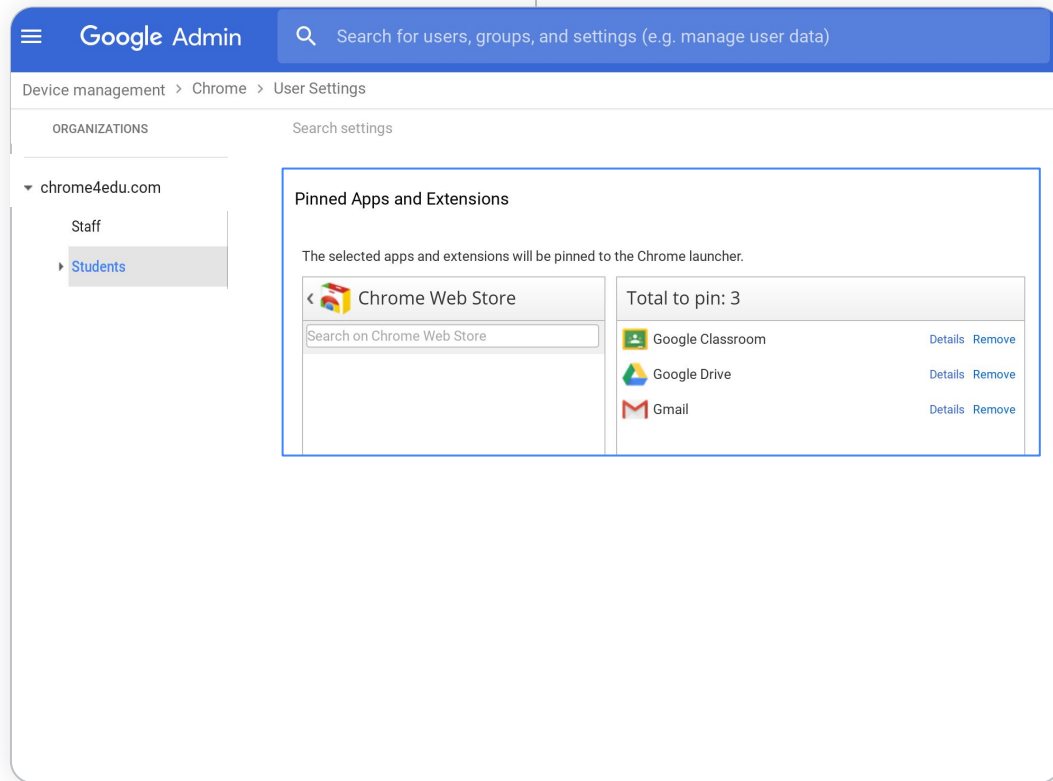 Google Admin
Search for users, groups, and settings (e.g. manage user data)
Device management > Chrome > User Settings
ORGANIZATIONS
Search settings
chrome4edu.com
Staff
Students
Pinned Apps and Extensions
The selected apps and extensions will be pinned to the Chrome launcher.
Chrome Web Store
Search on Chrome Web Store
Total to pin: 3
Google Classroom Details Remove
Google Drive Details Remove
Gmail Details Remove